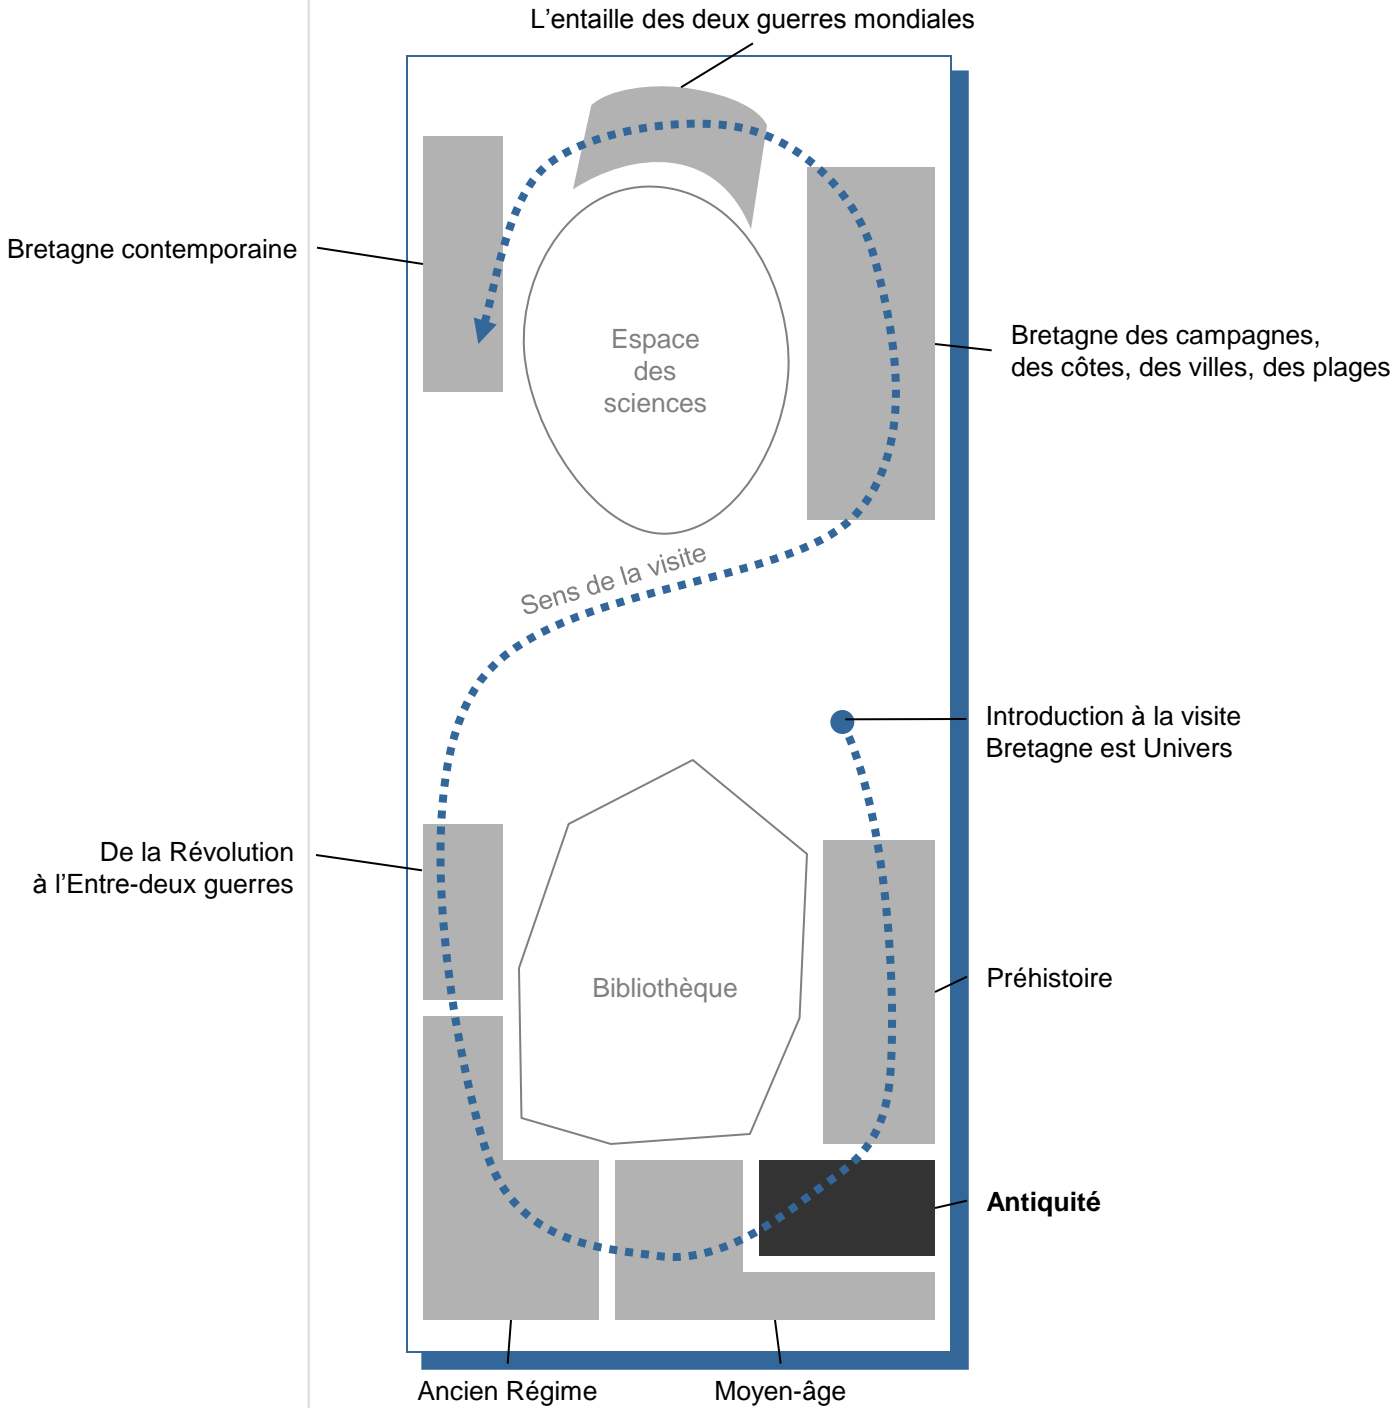 L'entaille des deux guerres mondiales
Bretagne contemporaine
Espace
des
sciences
Bretagne des campagnes,
des côtes, des villes, des plages
Sens de la visite
Introduction à la visite
Bretagne est Univers
De la Révolution
à l'Entre-deux guerres
Bibliothèque
Préhistoire
Antiquité
Ancien Régime
Moyen-âge